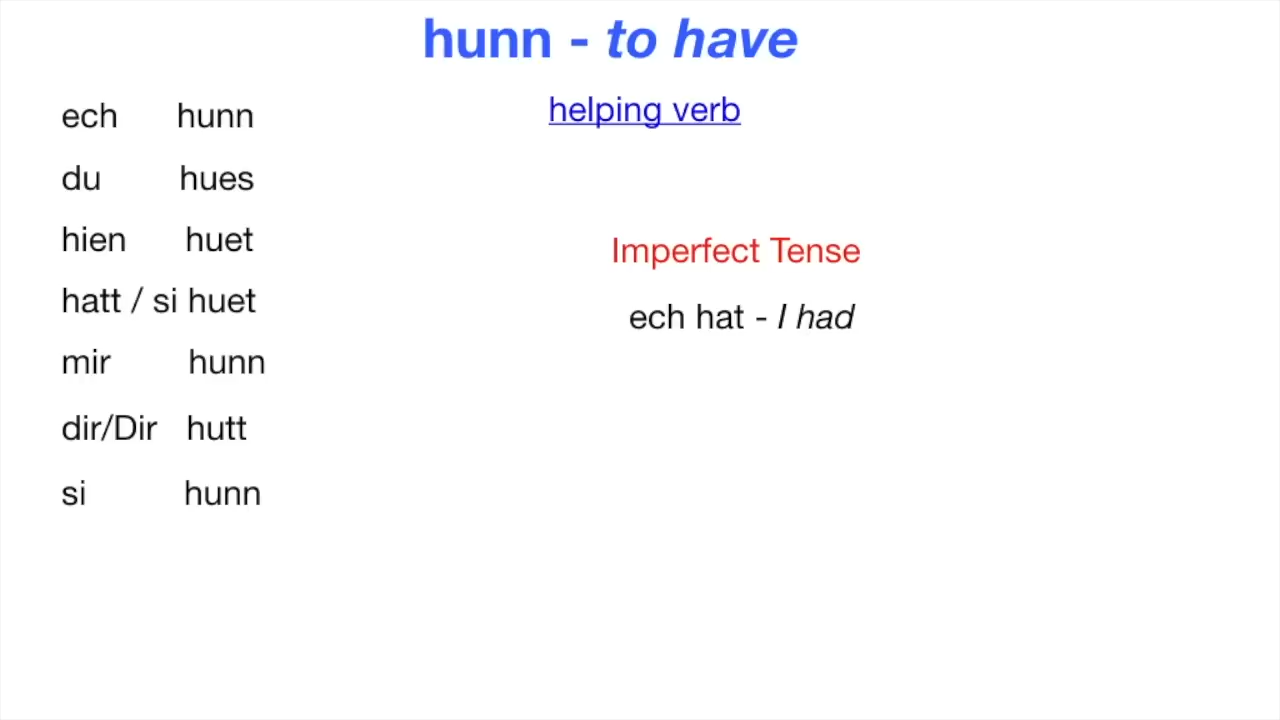 hunn - to have
helping verb
ech hunn
du hues
hien huet
hatt / si huet
mir hunn
dir/Dir hutt
si hunn
Imperfect Tense
ech hat - I had